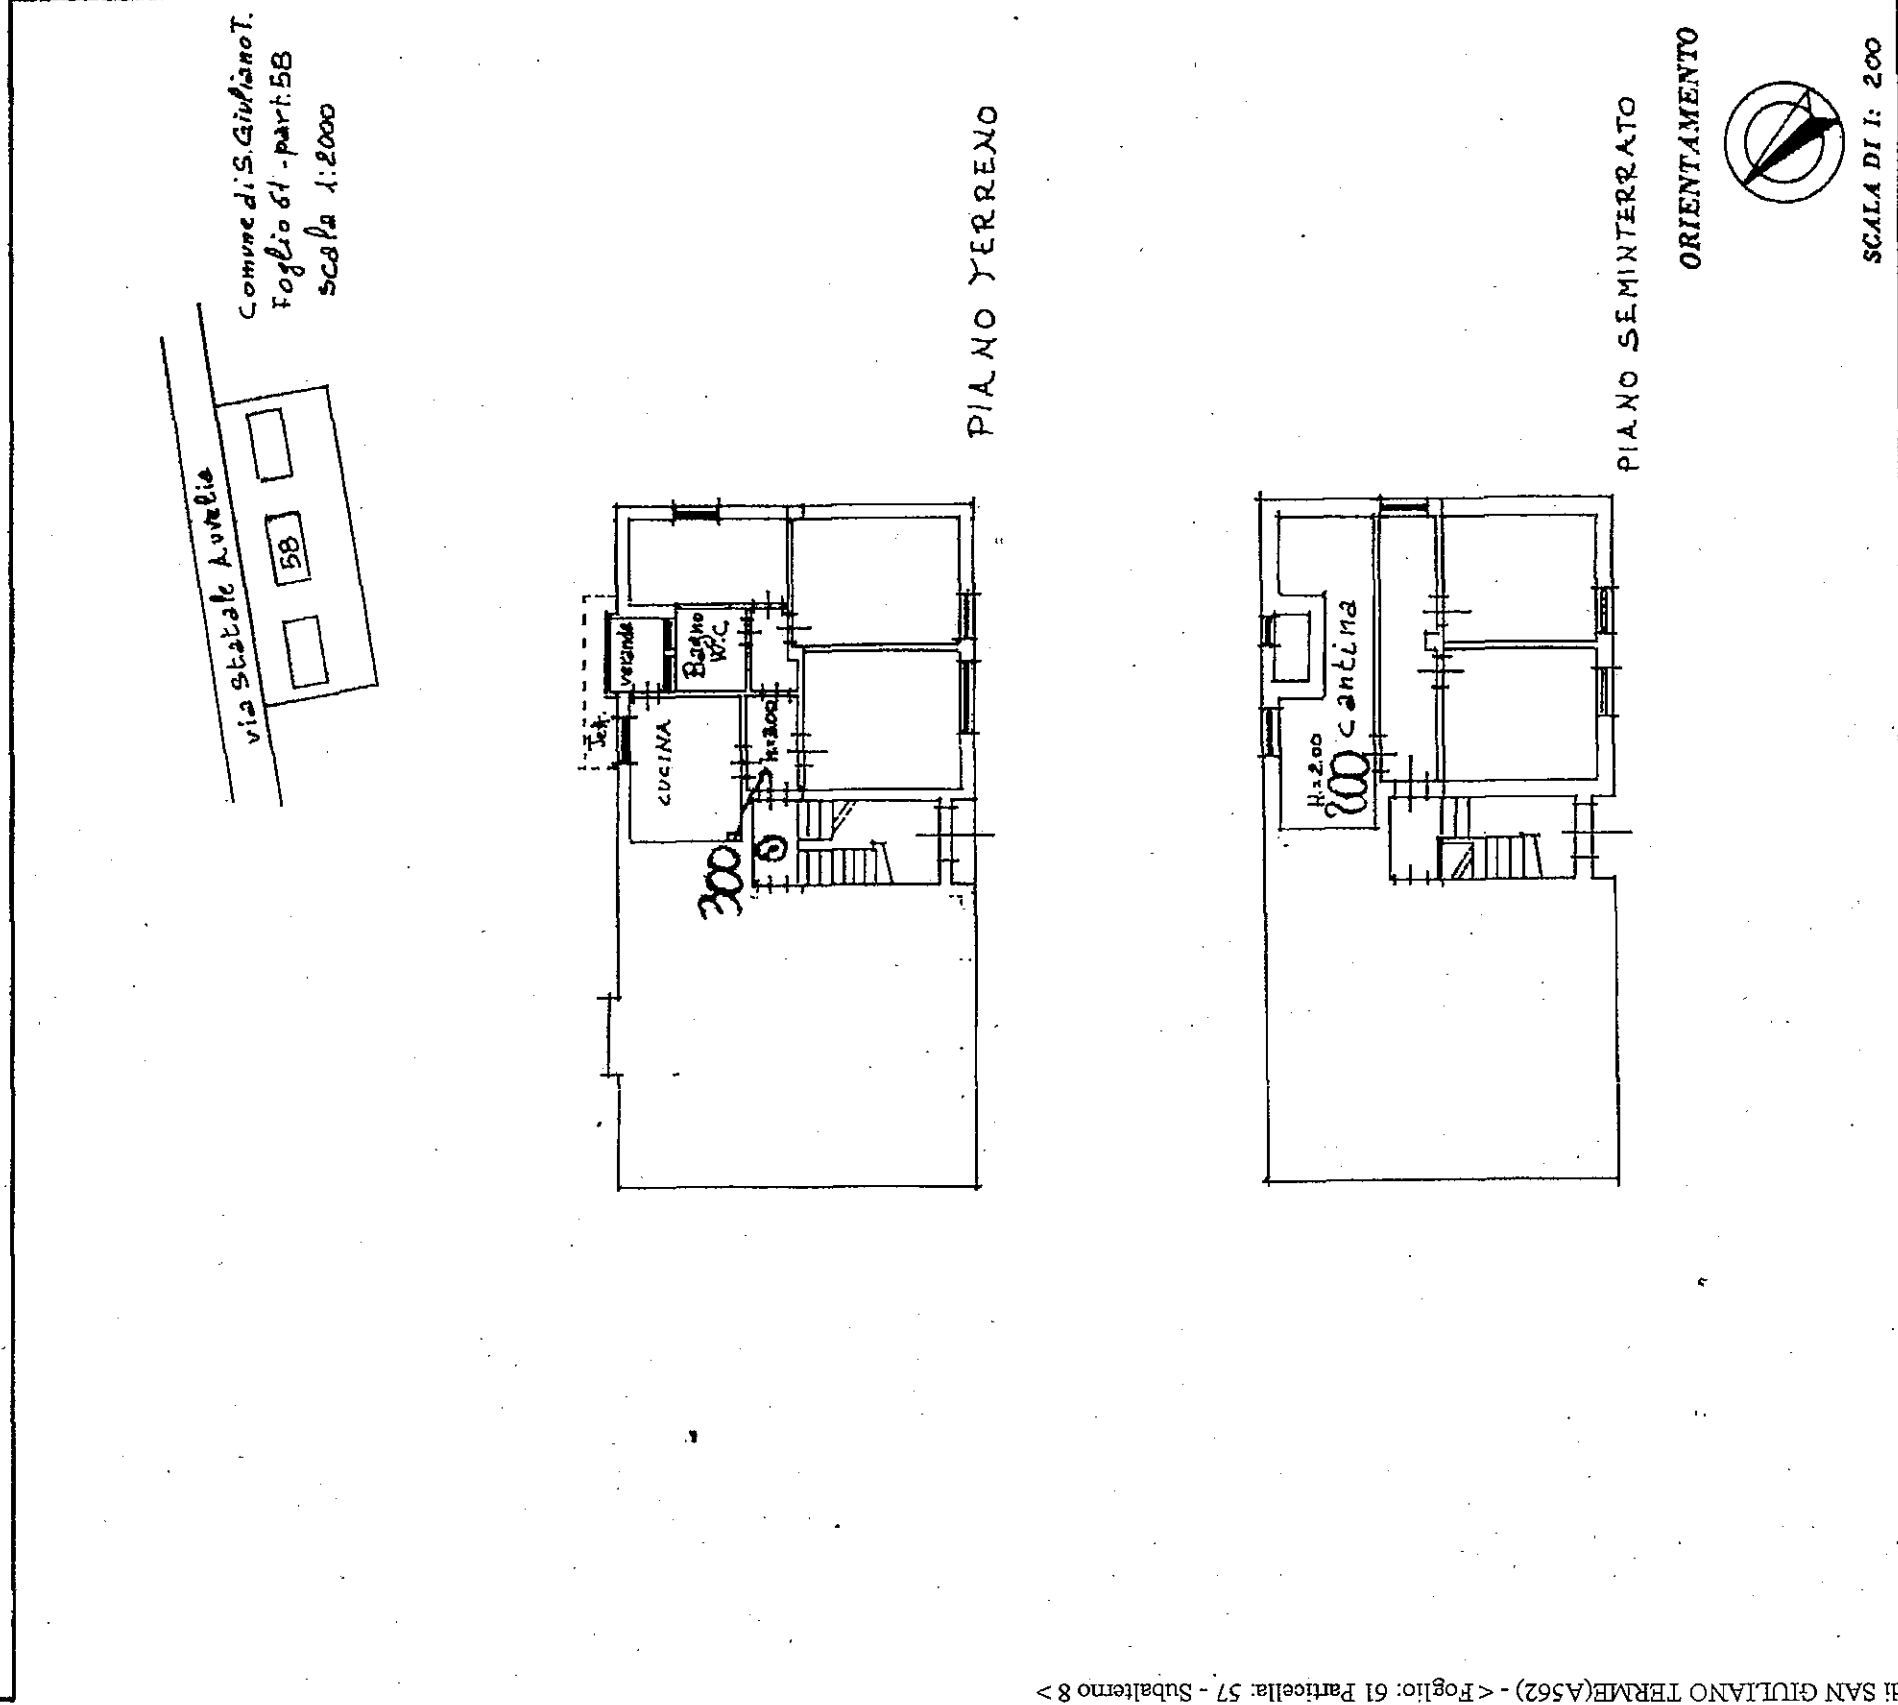 Comune di S. Giuliano T.
Foglio 61 - part. 58
Scala 1:2000
via Statale Aurelia
58
PIANO TERRENO
veranda
Bagno
W.C
CUCINA
H=3.00
300
PIANO SEMINTERRATO
cantina
H=2.00
200
ORIENTAMENTO
SCALA DI 1: 200
di SAN GIULIANO TERME(A562) - < Foglio: 61 Particella: 57 - Subalterno 8 >